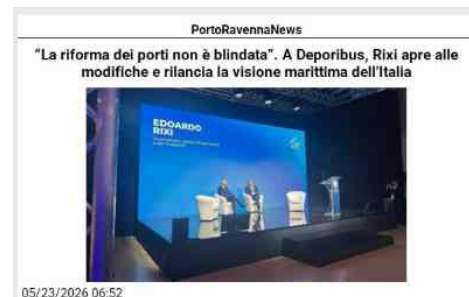 PortoRavennaNews
“La riforma dei porti non è blindata”. A Deporibus, Rixi apre alle
modifiche e rilancia la visione marittima dell’Italia
EDOARDO
RIXI
05/23/2026 06:52